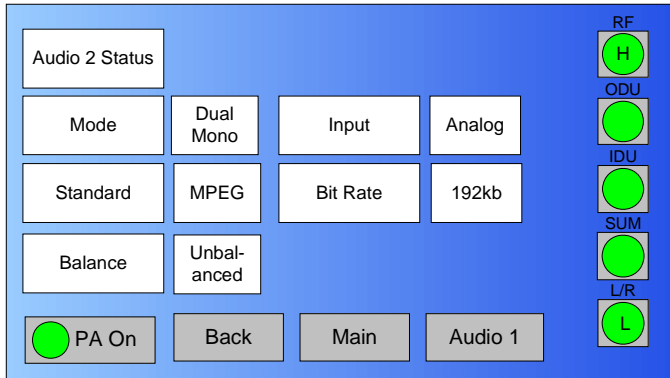 RF
Audio 2 Status
H
ODU
Mode
Dual
Mono
Input
Analog
IDU
Standard
MPEG
Bit Rate
192kb
SUM
Balance
Unbal-
anced
L/R
PA On
Back
Main
Audio 1
L